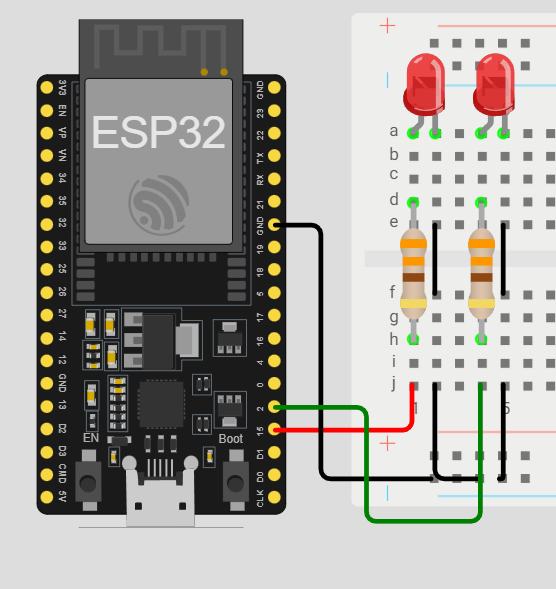 ESP32
3V3
EN
VP
VN
34
35
32
33
25
26
27
14
12
GND
13
D2
D3
CMD
5V
GND
23
22
TX
RX
21
GND
19
18
5
17
16
4
0
2
15
D1
D0
CLK
EN
Boot
+
a
b
c
d
e
f
g
h
i
j
1
5
+